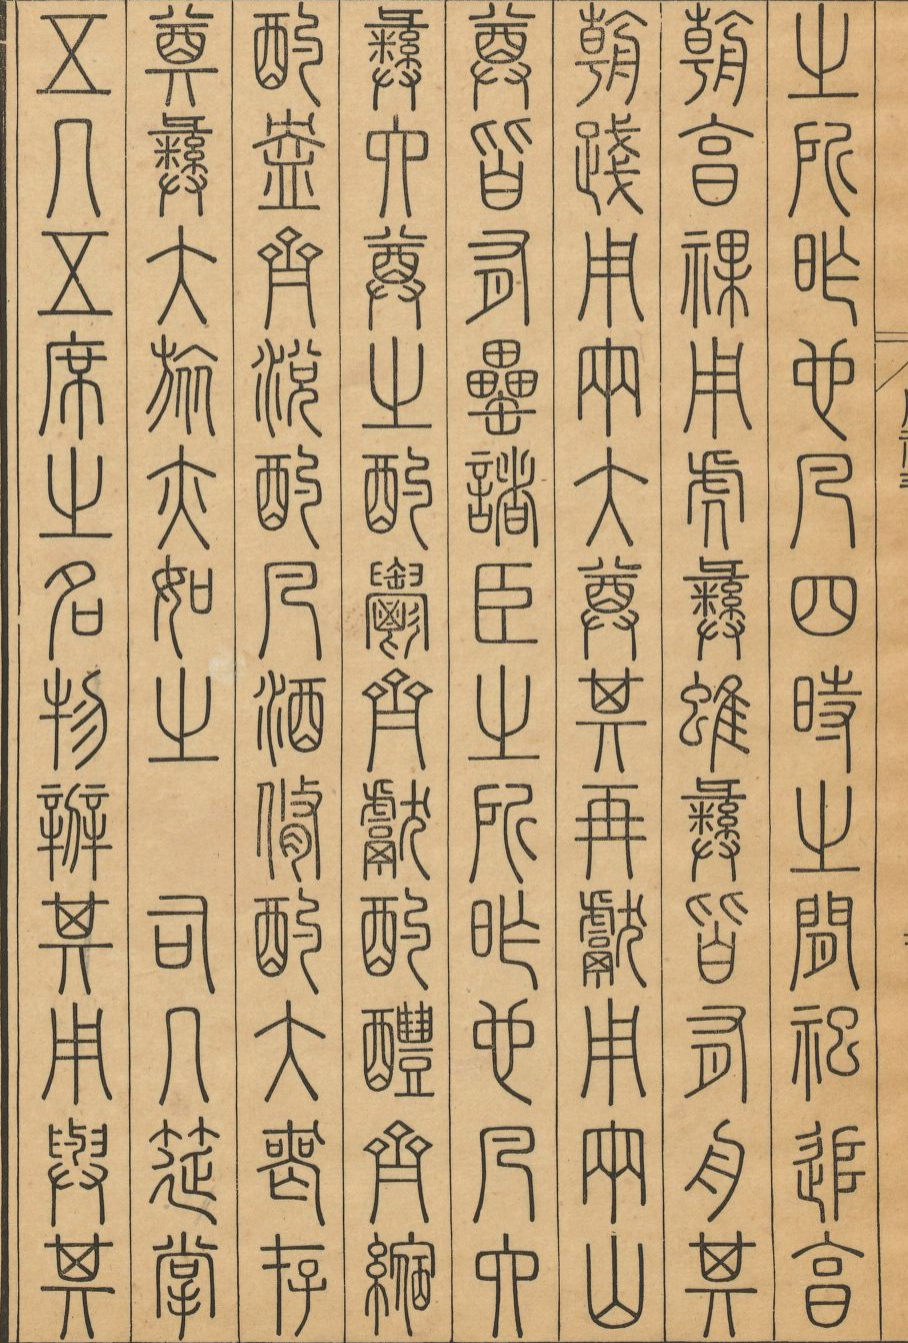 之所昨也凡四時之間祀追享
朝享祼用虎彝蜼彝皆有舟其
朝踐用兩大尊其再獻用兩山
尊皆有罍諸臣之所昨也凡六
彝六尊之酌鬱齊獻酌醴齊縮
酌盎齊涚酌凡酒脩酌大喪存
奠彝大旅亦如之　司几筵掌
五几五席之名物辨其用與其